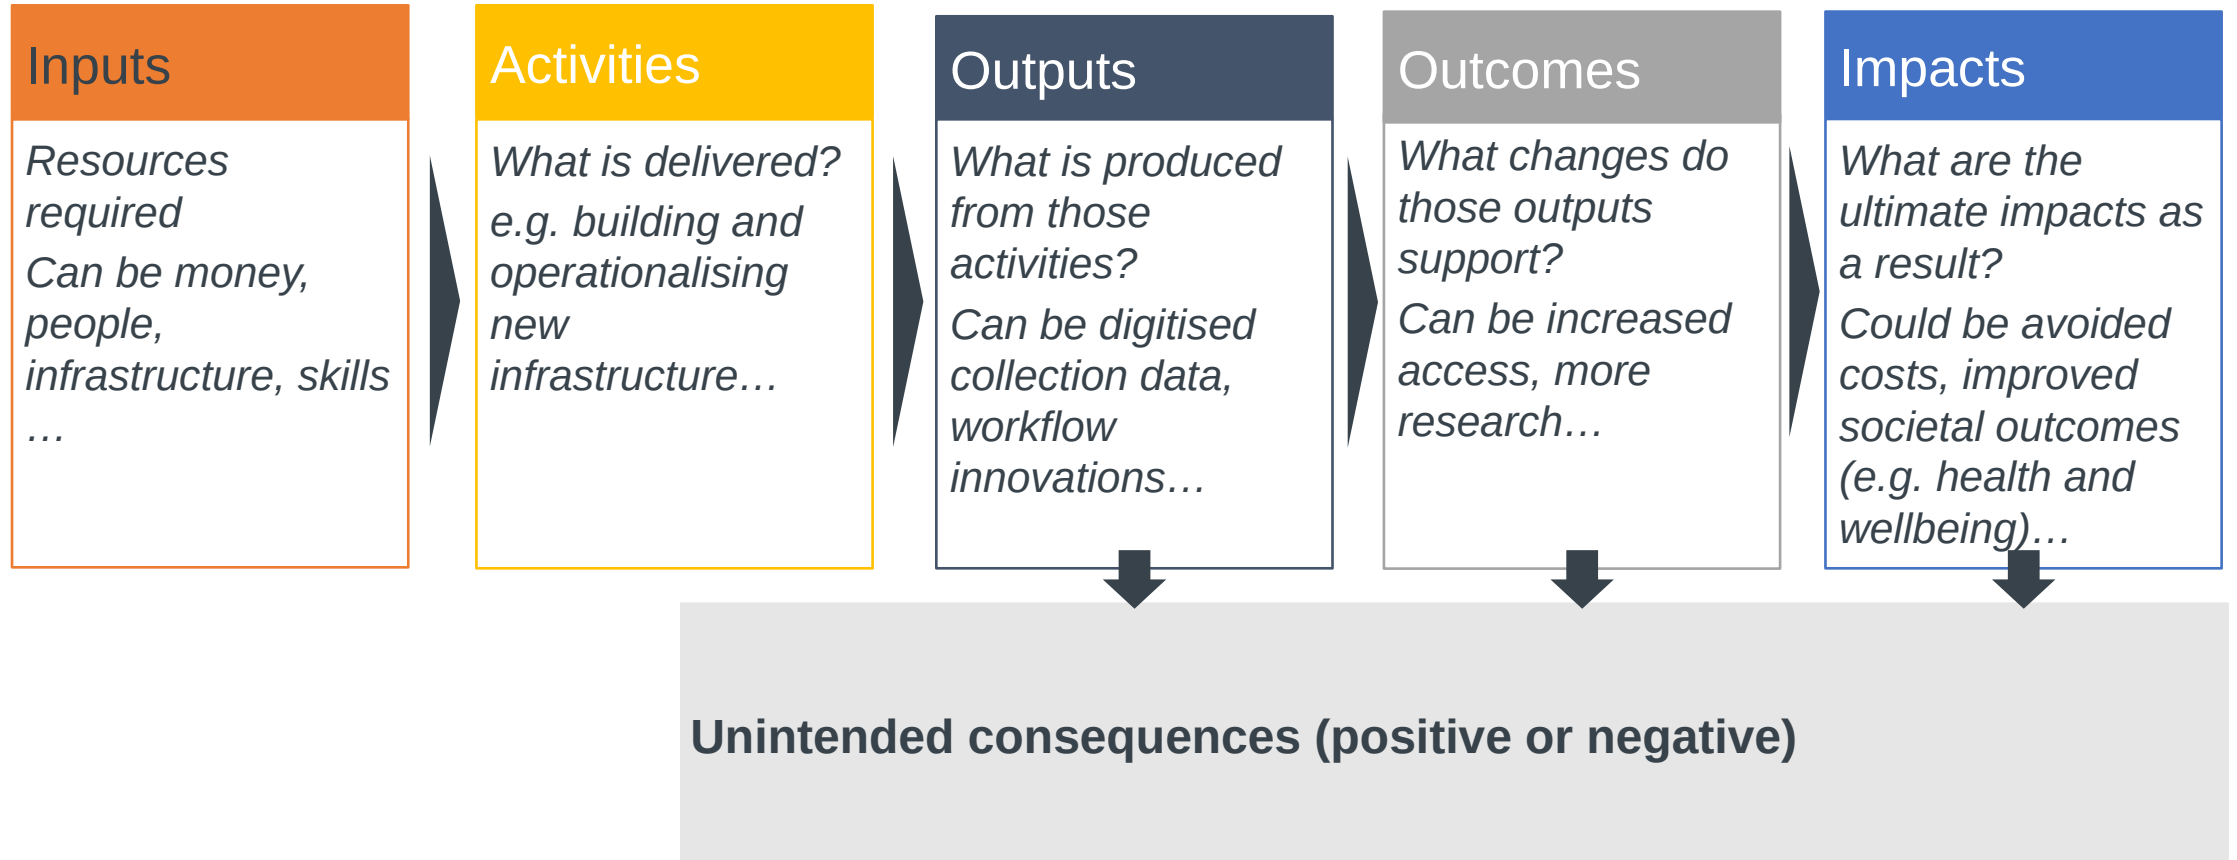 Inputs
Resources
required
Can be money,
people,
infrastructure, skills
…
Activities
What is delivered?
e.g. building and
operationalising
new
infrastructure…
Outputs
What is produced
from those
activities?
Can be digitised
collection data,
workflow
innovations…
Outcomes
What changes do
those outputs
support?
Can be increased
access, more
research…
Impacts
What are the
ultimate impacts as
a result?
Could be avoided
costs, improved
societal outcomes
(e.g. health and
wellbeing)…
Unintended consequences (positive or negative)